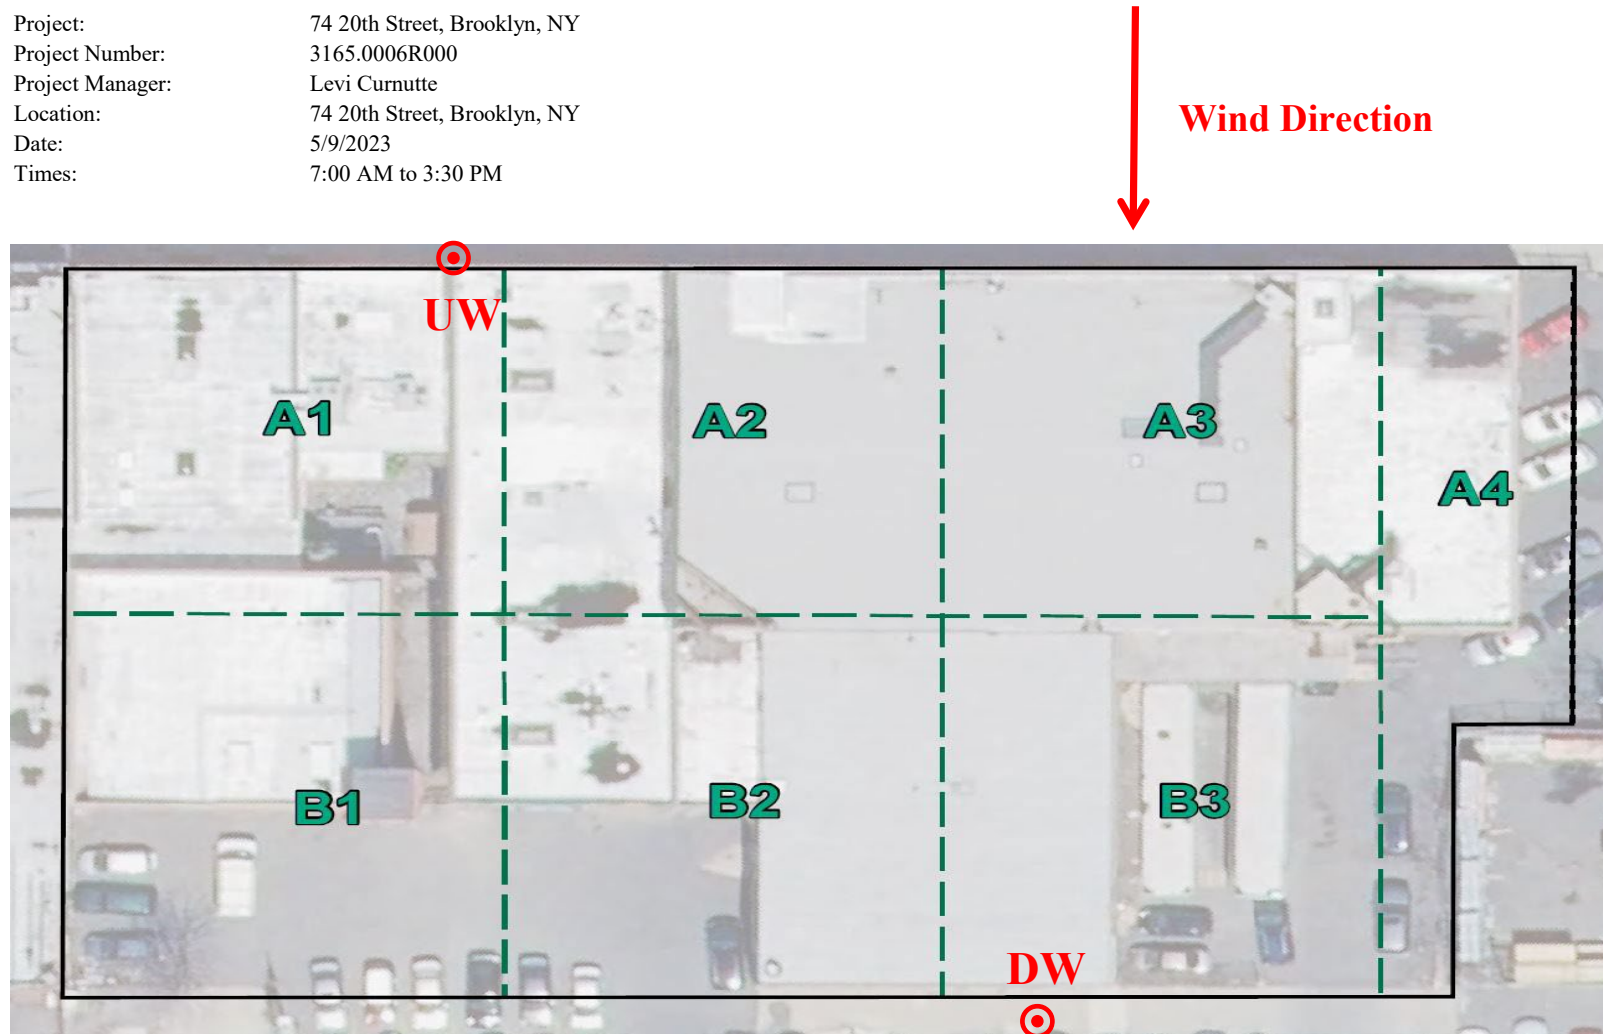 Project: 74 20th Street, Brooklyn, NY
Project Number: 3165.0006R000
Project Manager: Levi Curnutte
Location: 74 20th Street, Brooklyn, NY
Date: 5/9/2023
Times: 7:00 AM to 3:30 PM
Wind Direction
UW
A1
A2
A3
A4
B1
B2
B3
DW